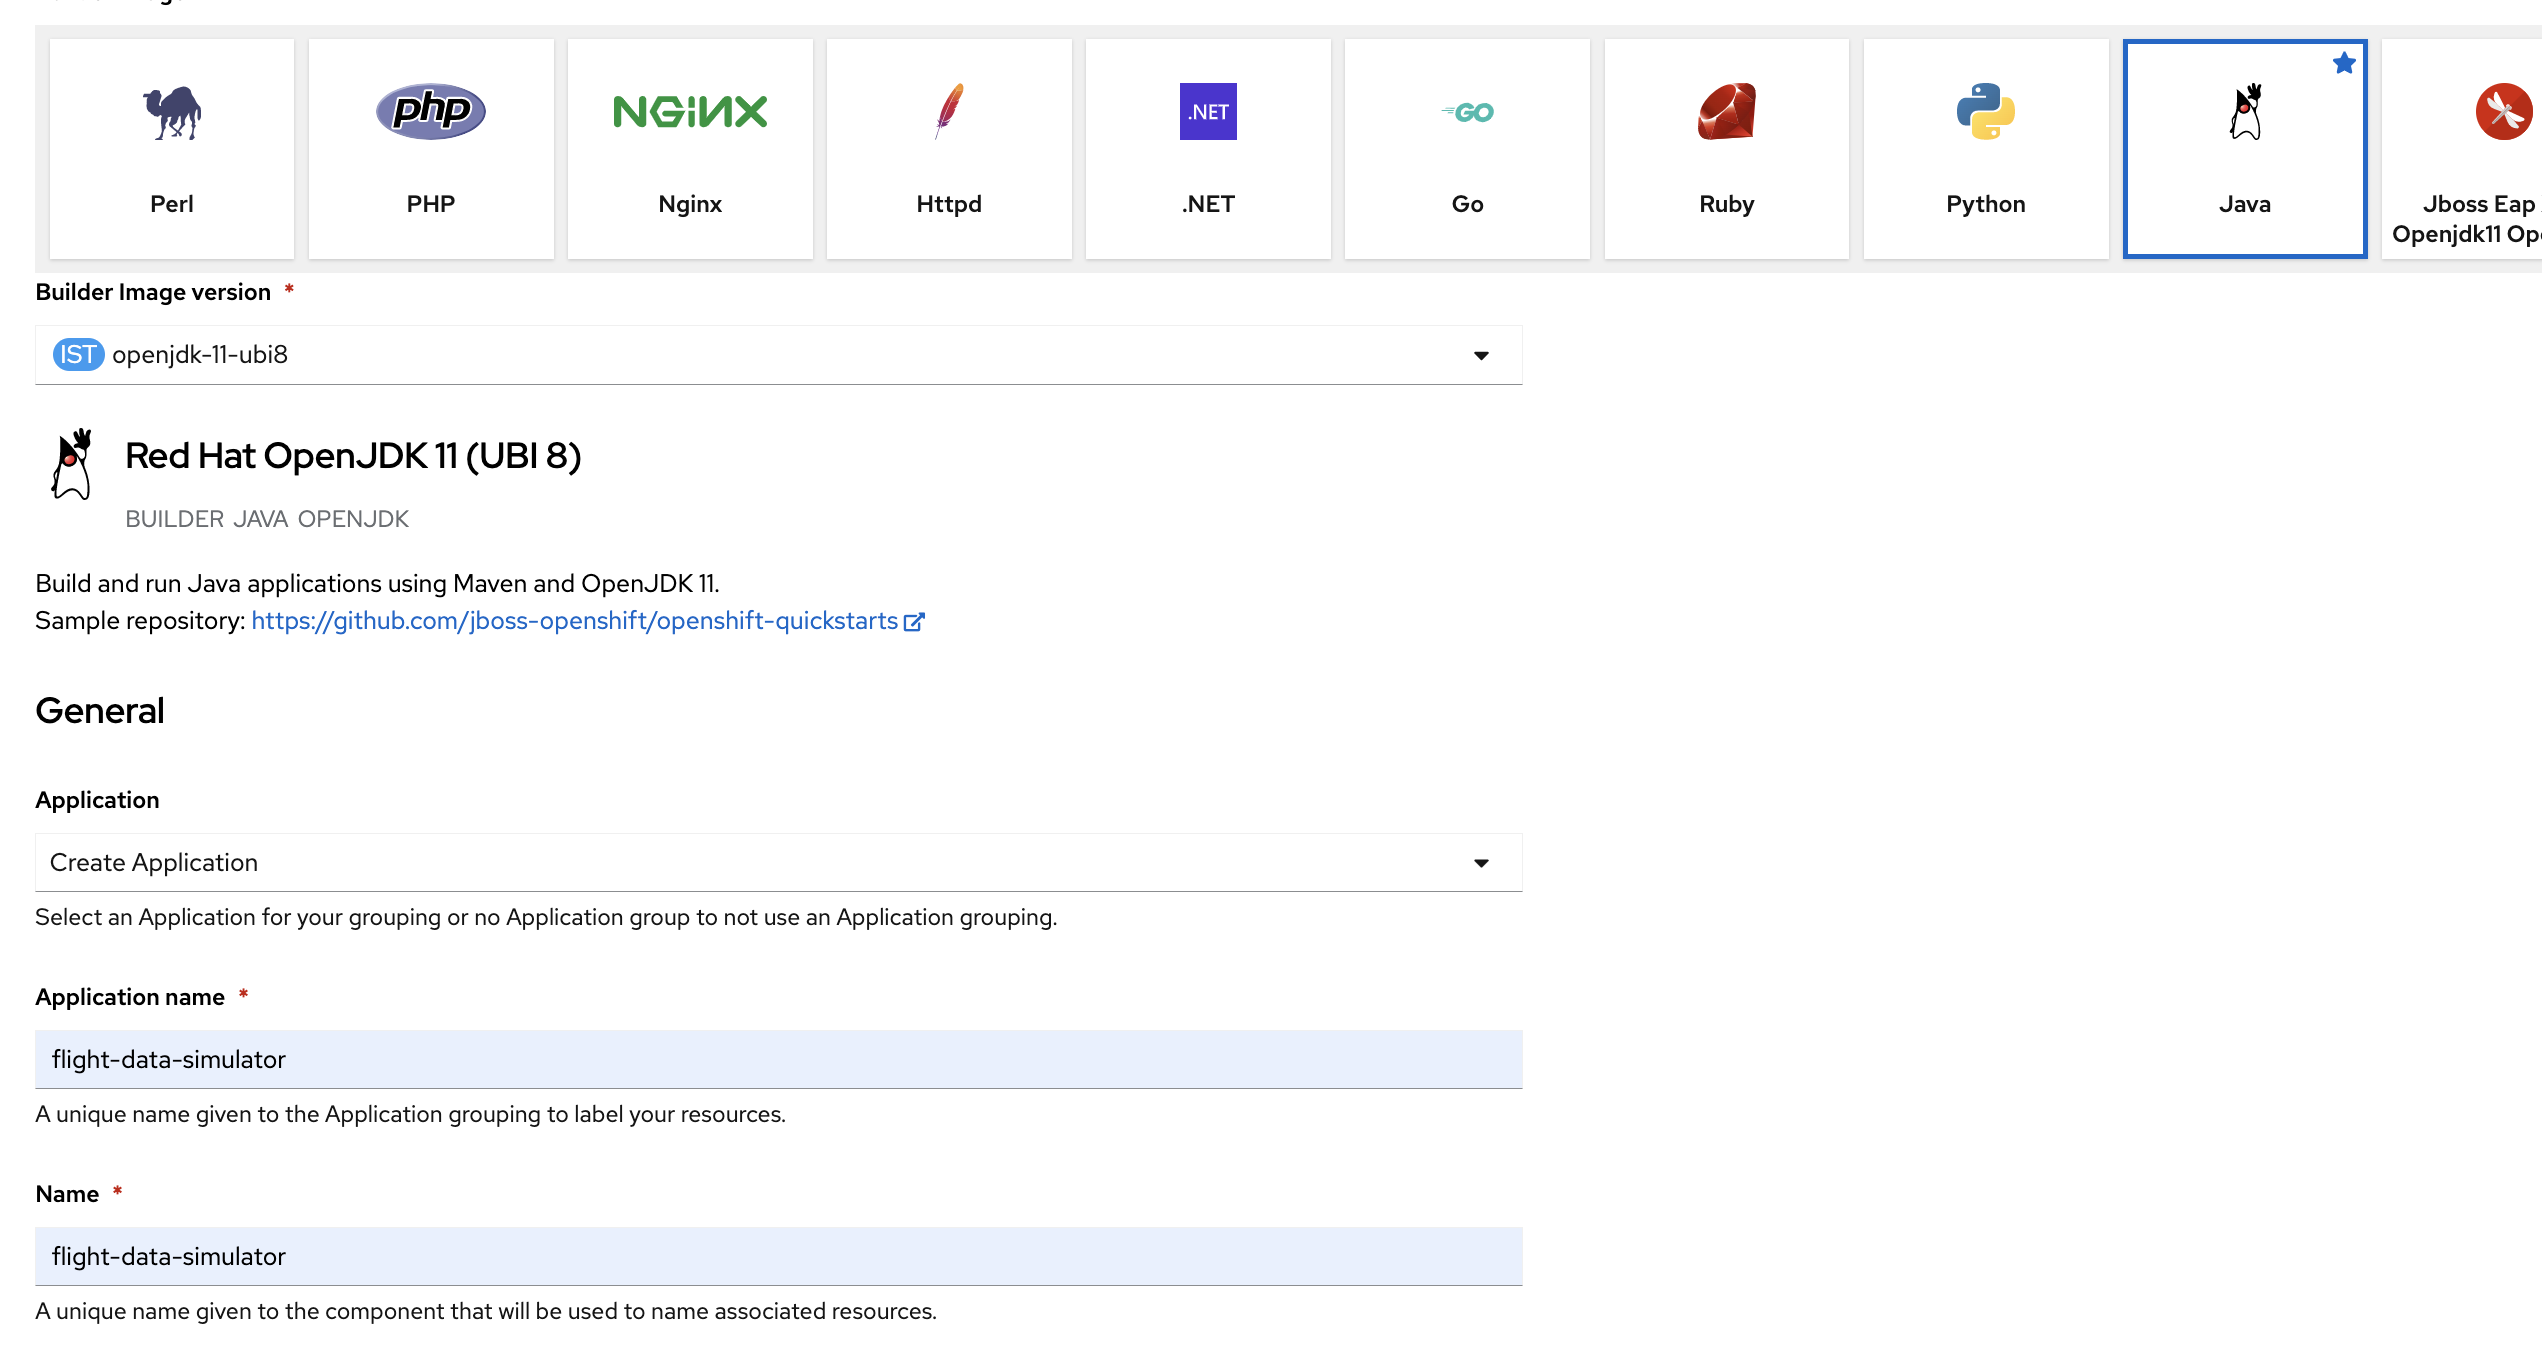 php
NGINX
.NET
GO
Perl
PHP
Nginx
Httpd
.NET
Go
Ruby
Python
Java
Jboss Eap
Openjdk11
Builder Image version *
IST openjdk-11-ubi8
Red Hat OpenJDK 11 (UBI 8)
BUILDER JAVA OPENJDK
Build and run Java applications using Maven and OpenJDK 11.
Sample repository: https://github.com/jboss-openshift/openshift-quickstarts
General
Application
Create Application
Select an Application for your grouping or no Application group to not use an Application grouping.
Application name *
flight-data-simulator
A unique name given to the Application grouping to label your resources.
Name *
flight-data-simulator
A unique name given to the component that will be used to name associated resources.